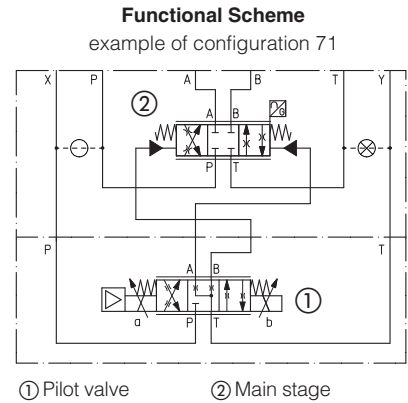 Functional Scheme
example of configuration 71
X P A B T Y
②
A B
G
P T
P T
A B
①
a P T b
① Pilot valve ② Main stage